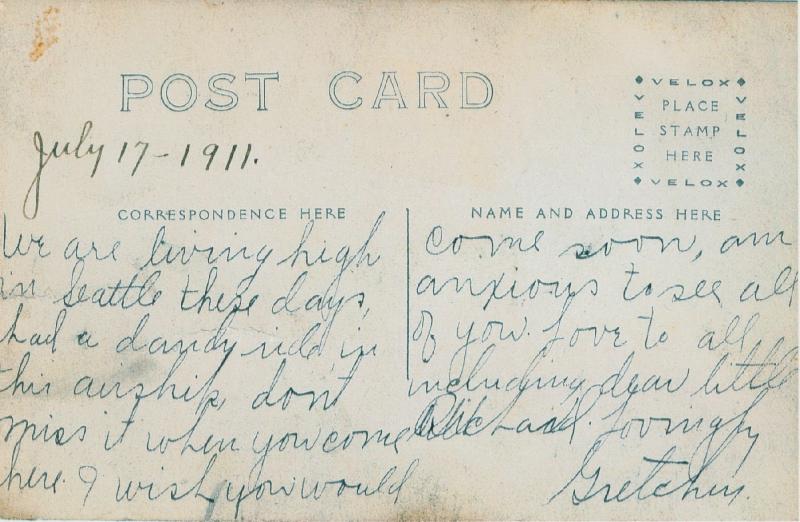 POST CARD
VELOX
VELOX
PLACE
STAMP
HERE
VELOX
VELOX
July 17-1911.
CORRESPONDENCE HERE
NAME AND ADDRESS HERE
We are living high
in Seattle these days,
had a dandy ride in
this airship, don't
miss it when you come
here. I wish you would
come soon, am
anxious to see all
of you. Love to all
including dear little
Richard. Lovingly
Gretchen.